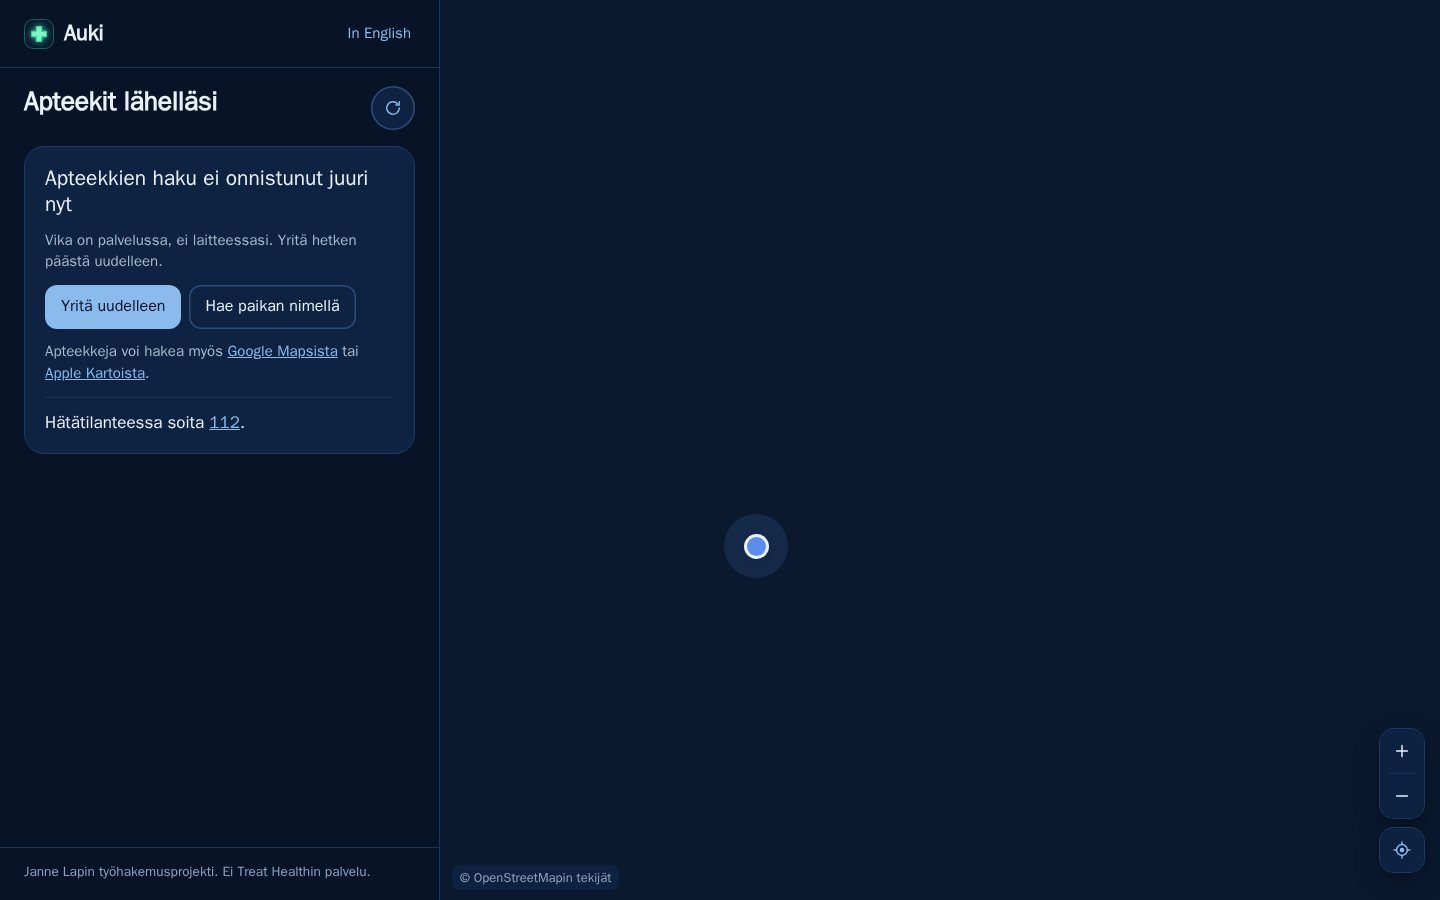 Auki
In English
Apteekit lähelläsi
Apteekkien haku ei onnistunut juuri
nyt
Vika on palvelussa, ei laitteessasi. Yritä hetken
päästä uudelleen.
Yritä uudelleen
Hae paikan nimellä
Apteekkeja voi hakea myös Google Mapsista tai
Apple Kartoista.
Hätätilanteessa soita 112.
Janne Lapin työhakemusprojekti. Ei Treat Healthin palvelu.
© OpenStreetMapin tekijät